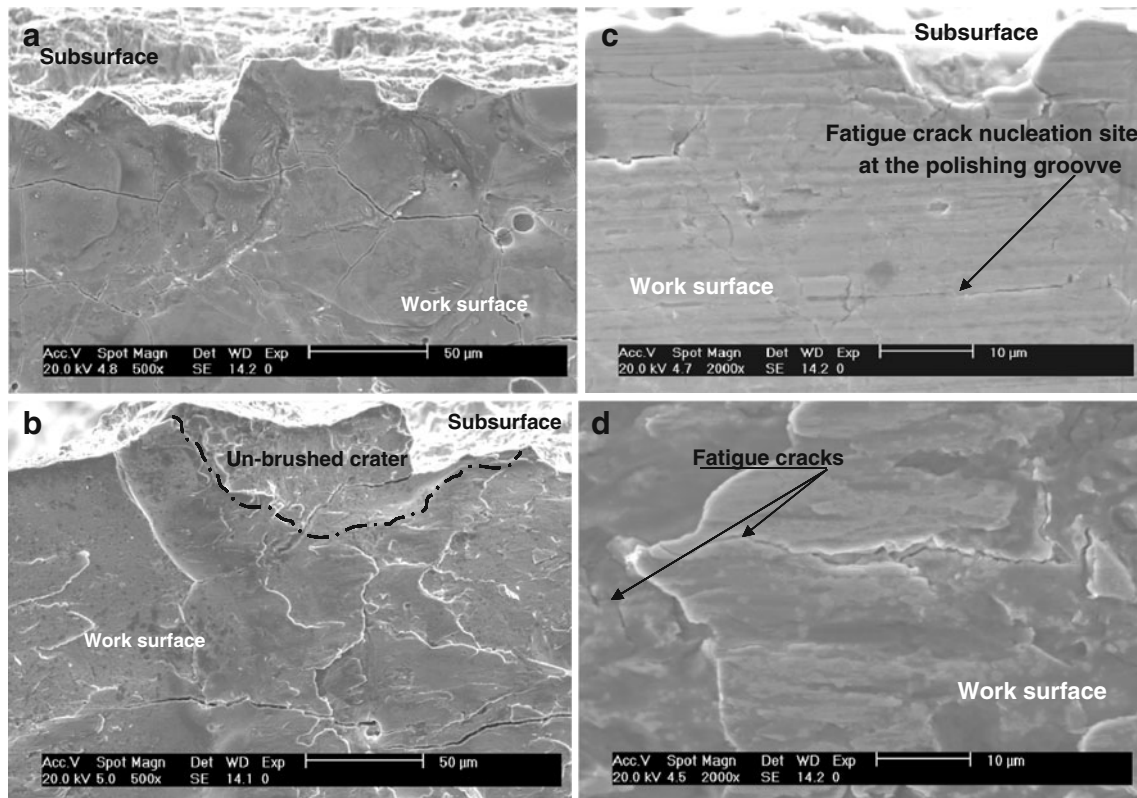 a
Subsurface
Work surface
Acc.V Spot Magn Det WD Exp 50 µm
20.0 kV 4.8 500x SE 14.2 0
c
Subsurface
Fatigue crack nucleation site
at the polishing groovve
Work surface
Acc.V Spot Magn Det WD Exp 10 µm
20.0 kV 4.7 2000x SE 14.2 0
b
Subsurface
Un-brushed crater
Work surface
Acc.V Spot Magn Det WD Exp 50 µm
20.0 kV 5.0 500x SE 14.1 0
d
Fatigue cracks
Work surface
Acc.V Spot Magn Det WD Exp 10 µm
20.0 kV 4.5 2000x SE 14.2 0